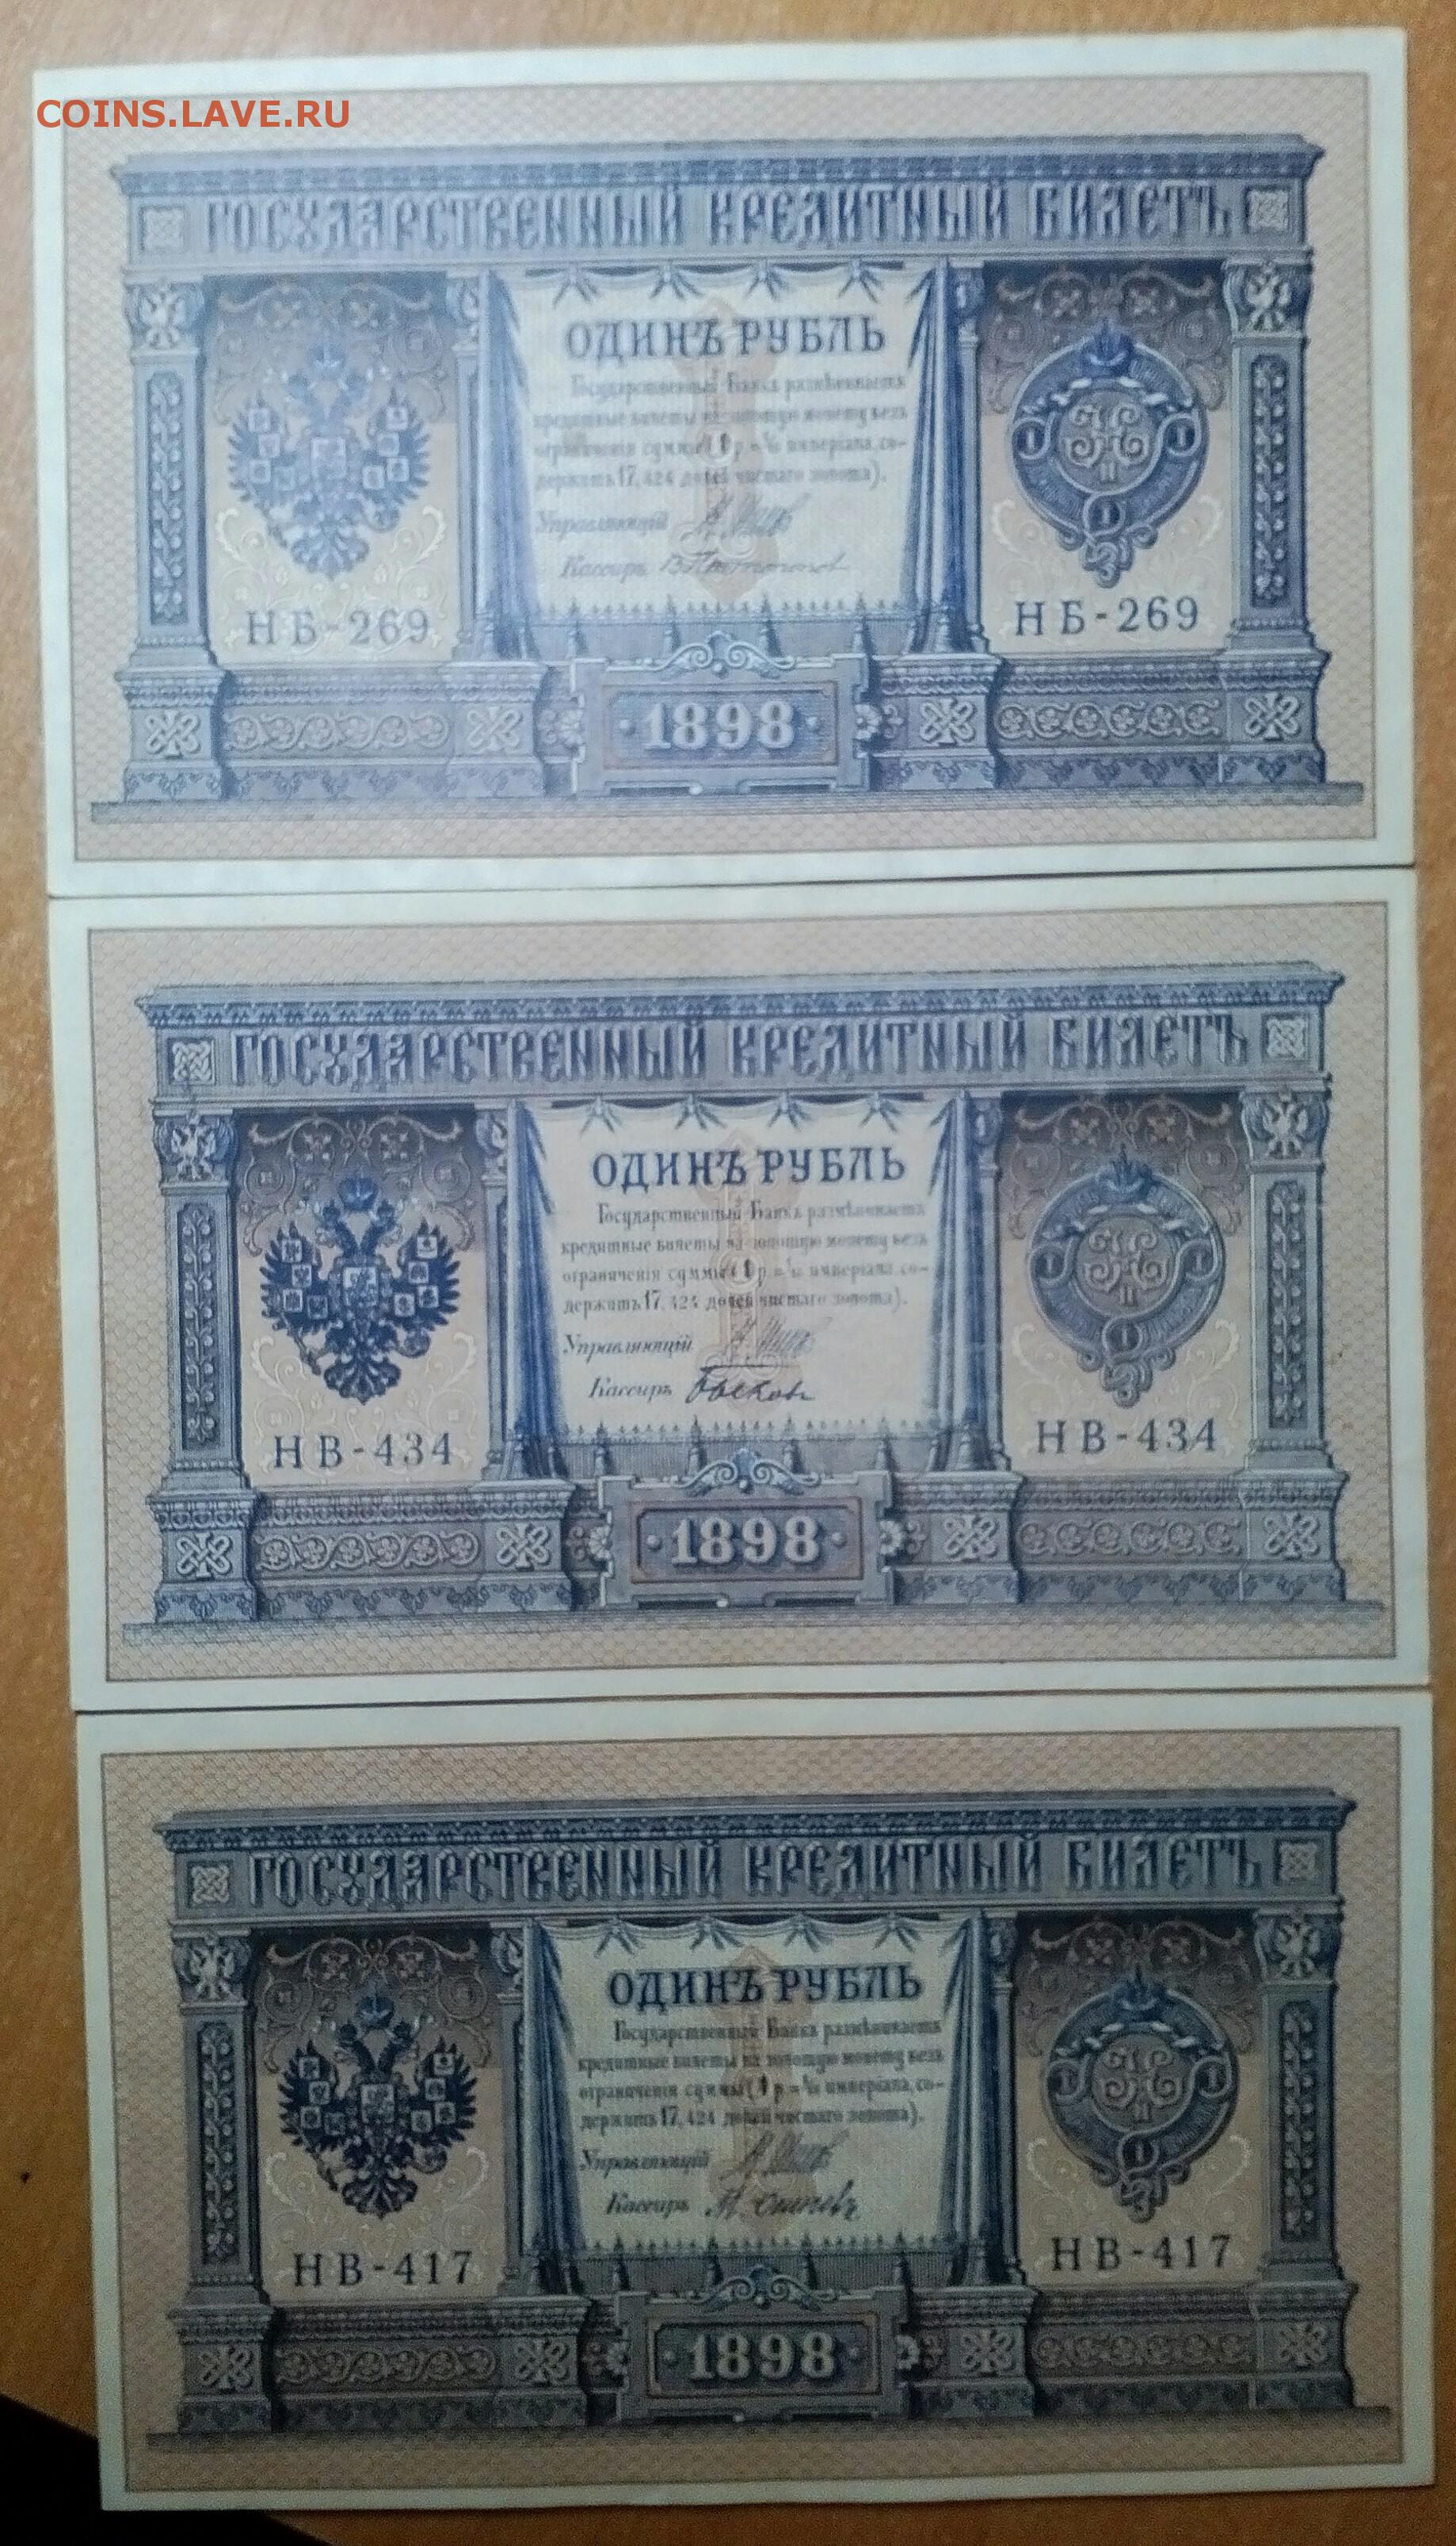 COINS.LAVE.RU
ГОСУДАРСТВЕННЫЙ КРЕДИТНЫЙ БИЛЕТЪ
ОДИНЪ РУБЛЬ
Государственный Банкъ размѣниваетъ
кредитные билеты на золотую монету безъ
ограниченія суммы (1 р. = 1/15 имперіала, со-
держитъ 17,424 долей чистаго золота).
Управляющій
Кассиръ
НБ-269 НБ-269
1898
ГОСУДАРСТВЕННЫЙ КРЕДИТНЫЙ БИЛЕТЪ
ОДИНЪ РУБЛЬ
Государственный Банкъ размѣниваетъ
кредитные билеты на золотую монету безъ
ограниченія суммы (1 р. = 1/15 имперіала, со-
держитъ 17,424 долей чистаго золота).
Управляющій
Кассиръ
НВ-434 НВ-434
1898
ГОСУДАРСТВЕННЫЙ КРЕДИТНЫЙ БИЛЕТЪ
ОДИНЪ РУБЛЬ
Государственный Банкъ размѣниваетъ
кредитные билеты на золотую монету безъ
ограниченія суммы (1 р. = 1/15 имперіала, со-
держитъ 17,424 долей чистаго золота).
Управляющій
Кассиръ
НВ-417 НВ-417
1898